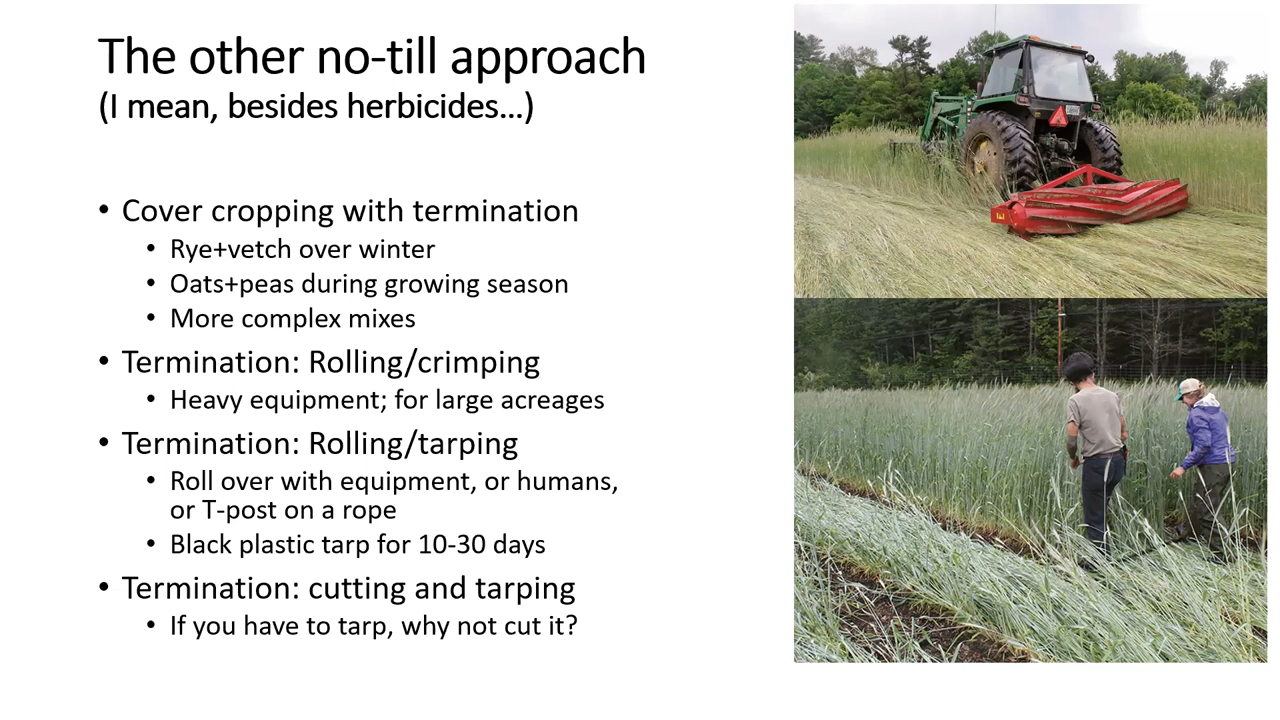 The other no-till approach
(I mean, besides herbicides...)
• Cover cropping with termination
• Rye+vetch over winter
• Oats+peas during growing season
• More complex mixes
• Termination: Rolling/crimping
• Heavy equipment; for large acreages
• Termination: Rolling/tarping
• Roll over with equipment, or humans,
or T-post on a rope
• Black plastic tarp for 10-30 days
• Termination: cutting and tarping
• If you have to tarp, why not cut it?